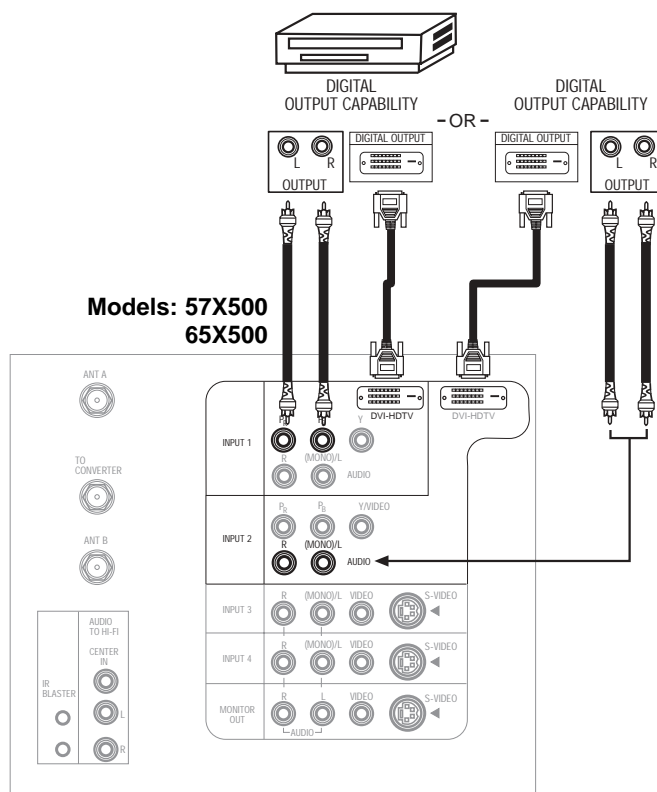 DIGITAL
OUTPUT CAPABILITY
DIGITAL
OUTPUT CAPABILITY
- OR -
DIGITAL OUTPUT
DIGITAL OUTPUT
L R
OUTPUT
L R
OUTPUT
Models: 57X500
65X500
ANT A
DVI-HDTV
DVI-HDTV
Y
INPUT 1
R (MONO)/L AUDIO
TO
CONVERTER
PR PB Y/VIDEO
INPUT 2
R (MONO)/L AUDIO
ANT B
INPUT 3
R (MONO)/L VIDEO S-VIDEO
INPUT 4
R (MONO)/L VIDEO S-VIDEO
MONITOR
OUT
R L VIDEO S-VIDEO
AUDIO
AUDIO
TO HI-FI
CENTER
IN
IR
BLASTER
L
R